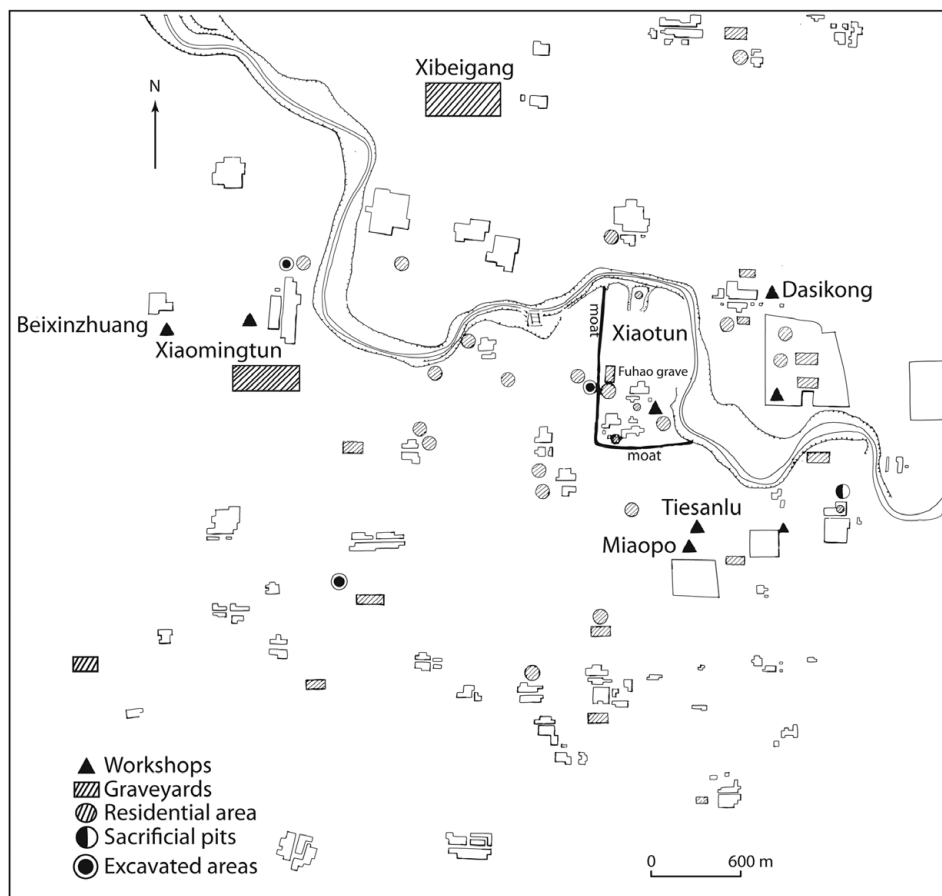 Xibeigang
N
Dasikong
moat
Xiaotun
Beixinzhuang
Xiaomingtun
Fuhao grave
moat
Tiesanlu
Miaopo
Workshops
Graveyards
Residential area
Sacrificial pits
Excavated areas
0 600 m